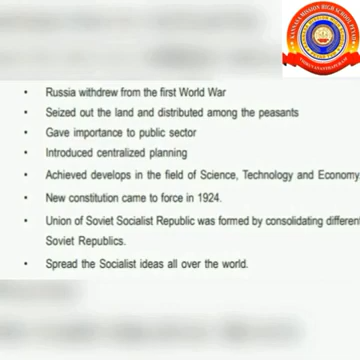 • Russia withdrew from the first World War
• Seized out the land and distributed among the peasants
• Gave importance to public sector
• Introduced centralized planning
• Achieved develops in the field of Science, Technology and Economy
• New constitution came to force in 1924.
• Union of Soviet Socialist Republic was formed by consolidating different
Soviet Republics.
• Spread the Socialist ideas all over the world.